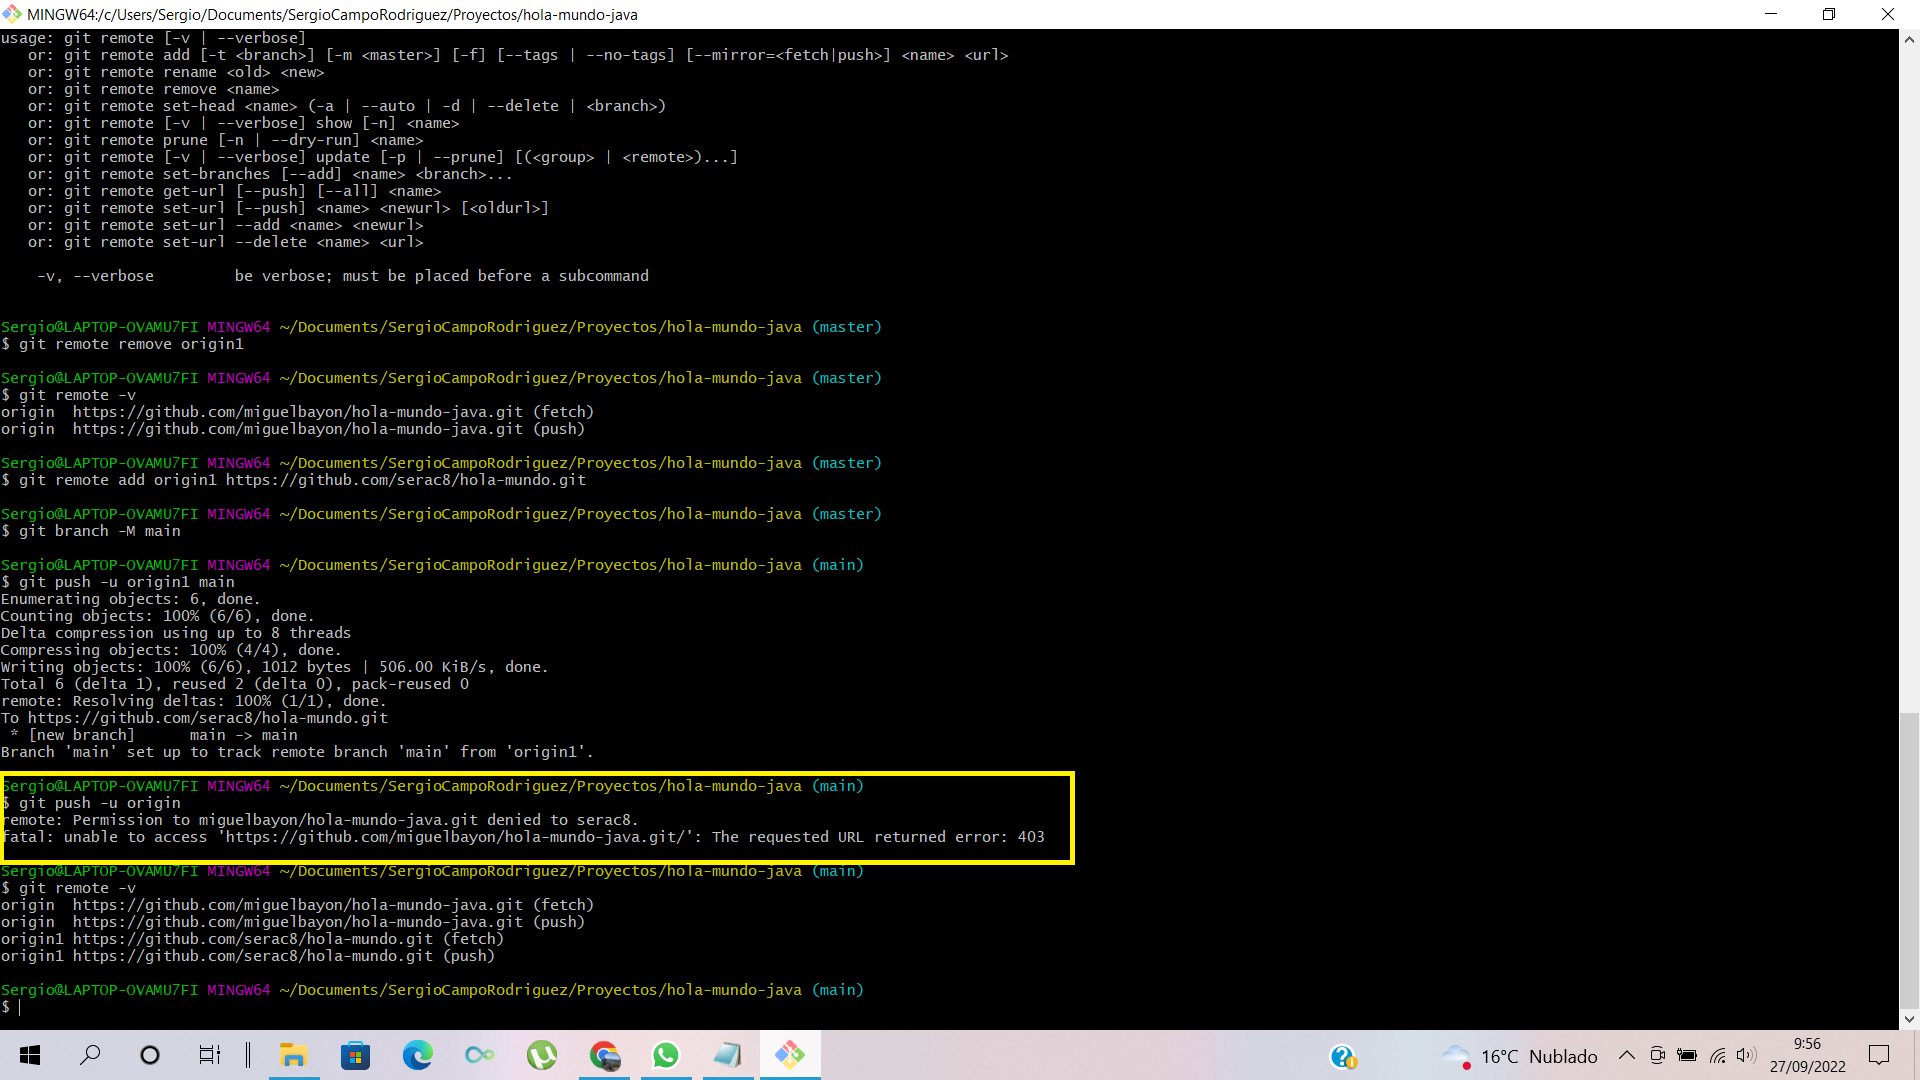 MINGW64:/c/Users/Sergio/Documents/SergioCampoRodriguez/Proyectos/hola-mundo-java
usage: git remote [-v | --verbose]
   or: git remote add [-t <branch>] [-m <master>] [-f] [--tags | --no-tags] [--mirror=<fetch|push>] <name> <url>
   or: git remote rename <old> <new>
   or: git remote remove <name>
   or: git remote set-head <name> (-a | --auto | -d | --delete | <branch>)
   or: git remote [-v | --verbose] show [-n] <name>
   or: git remote prune [-n | --dry-run] <name>
   or: git remote [-v | --verbose] update [-p | --prune] [(<group> | <remote>)...]
   or: git remote set-branches [--add] <name> <branch>...
   or: git remote get-url [--push] [--all] <name>
   or: git remote set-url [--push] <name> <newurl> [<oldurl>]
   or: git remote set-url --add <name> <newurl>
   or: git remote set-url --delete <name> <url>
    -v, --verbose         be verbose; must be placed before a subcommand
Sergio@LAPTOP-OVAMU7FI MINGW64 ~/Documents/SergioCampoRodriguez/Proyectos/hola-mundo-java (master)
$ git remote remove origin1
Sergio@LAPTOP-OVAMU7FI MINGW64 ~/Documents/SergioCampoRodriguez/Proyectos/hola-mundo-java (master)
$ git remote -v
origin  https://github.com/miguelbayon/hola-mundo-java.git (fetch)
origin  https://github.com/miguelbayon/hola-mundo-java.git (push)
Sergio@LAPTOP-OVAMU7FI MINGW64 ~/Documents/SergioCampoRodriguez/Proyectos/hola-mundo-java (master)
$ git remote add origin1 https://github.com/serac8/hola-mundo.git
Sergio@LAPTOP-OVAMU7FI MINGW64 ~/Documents/SergioCampoRodriguez/Proyectos/hola-mundo-java (master)
$ git branch -M main
Sergio@LAPTOP-OVAMU7FI MINGW64 ~/Documents/SergioCampoRodriguez/Proyectos/hola-mundo-java (main)
$ git push -u origin1 main
Enumerating objects: 6, done.
Counting objects: 100% (6/6), done.
Delta compression using up to 8 threads
Compressing objects: 100% (4/4), done.
Writing objects: 100% (6/6), 1012 bytes | 506.00 KiB/s, done.
Total 6 (delta 1), reused 2 (delta 0), pack-reused 0
remote: Resolving deltas: 100% (1/1), done.
To https://github.com/serac8/hola-mundo.git
 * [new branch]      main -> main
Branch 'main' set up to track remote branch 'main' from 'origin1'.
Sergio@LAPTOP-OVAMU7FI MINGW64 ~/Documents/SergioCampoRodriguez/Proyectos/hola-mundo-java (main)
$ git push -u origin
remote: Permission to miguelbayon/hola-mundo-java.git denied to serac8.
fatal: unable to access 'https://github.com/miguelbayon/hola-mundo-java.git/': The requested URL returned error: 403
Sergio@LAPTOP-OVAMU7FI MINGW64 ~/Documents/SergioCampoRodriguez/Proyectos/hola-mundo-java (main)
$ git remote -v
origin  https://github.com/miguelbayon/hola-mundo-java.git (fetch)
origin  https://github.com/miguelbayon/hola-mundo-java.git (push)
origin1 https://github.com/serac8/hola-mundo.git (fetch)
origin1 https://github.com/serac8/hola-mundo.git (push)
Sergio@LAPTOP-OVAMU7FI MINGW64 ~/Documents/SergioCampoRodriguez/Proyectos/hola-mundo-java (main)
$
16°C Nublado
9:56
27/09/2022